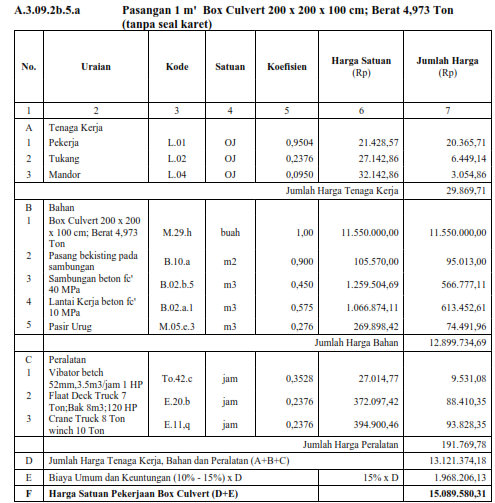 A.3.09.2b.5.a Pasangan 1 m' Box Culvert 200 x 200 x 100 cm; Berat 4,973 Ton
(tanpa seal karet)
No. Uraian Kode Satuan Koefisien Harga Satuan (Rp) Jumlah Harga (Rp)
1 2 3 4 5 6 7
A Tenaga Kerja
1 Pekerja L.01 OJ 0,9504 21.428,57 20.365,71
2 Tukang L.02 OJ 0,2376 27.142,86 6.449,14
3 Mandor L.04 OJ 0,0950 32.142,86 3.054,86
Jumlah Harga Tenaga Kerja 29.869,71
B Bahan
1 Box Culvert 200 x 200
x 100 cm; Berat 4,973 M.29.h buah 1,00 11.550.000,00 11.550.000,00
Ton
2 Pasang bekisting pada
sambungan B.10.a m2 0,900 105.570,00 95.013,00
3 Sambungan beton fc'
40 MPa B.02.b.5 m3 0,450 1.259.504,69 566.777,11
4 Lantai Kerja beton fc'
10 MPa B.02.a.1 m3 0,575 1.066.874,11 613.452,61
5 Pasir Urug M.05.e.3 m3 0,276 269.898,42 74.491,96
Jumlah Harga Bahan 12.899.734,69
C Peralatan
1 Vibator betch
52mm,3.5m3/jam 1 HP To.42.c jam 0,3528 27.014,77 9.531,08
2 Flaat Deck Truck 7
Ton;Bak 8m3;120 HP E.20.b jam 0,2376 372.097,42 88.410,35
3 Crane Truck 8 Ton
winch 10 Ton E.11,q jam 0,2376 394.900,46 93.828,35
Jumlah Harga Peralatan 191.769,78
D Jumlah Harga Tenaga Kerja, Bahan dan Peralatan (A+B+C) 13.121.374,18
E Biaya Umum dan Keuntungan (10% - 15%) x D 15% x D 1.968.206,13
F Harga Satuan Pekerjaan Box Culvert (D+E) 15.089.580,31